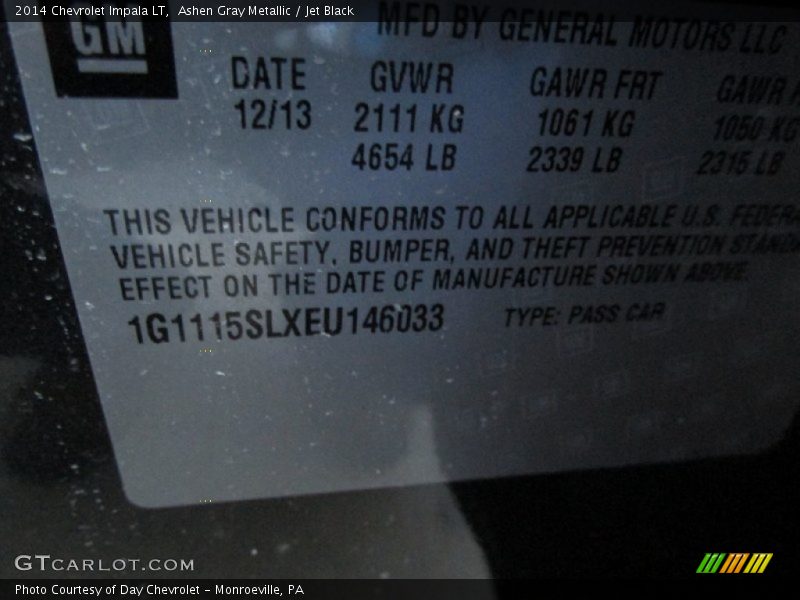 2014 Chevrolet Impala LT, Ashen Gray Metallic / Jet Black
GM
MFD BY GENERAL MOTORS LLC
DATE GVWR GAWR FRT GAWR
12/13 2111 KG 1061 KG 1050 KG
4654 LB 2339 LB 2315 LB
THIS VEHICLE CONFORMS TO ALL APPLICABLE U.S.
VEHICLE SAFETY, BUMPER, AND THEFT PREVENTION
EFFECT ON THE DATE OF MANUFACTURE SHOWN ABOVE
1G1115SLXEU146033 TYPE: PASS CAR
GTCARLOT.COM
Photo Courtesy of Day Chevrolet - Monroeville, PA